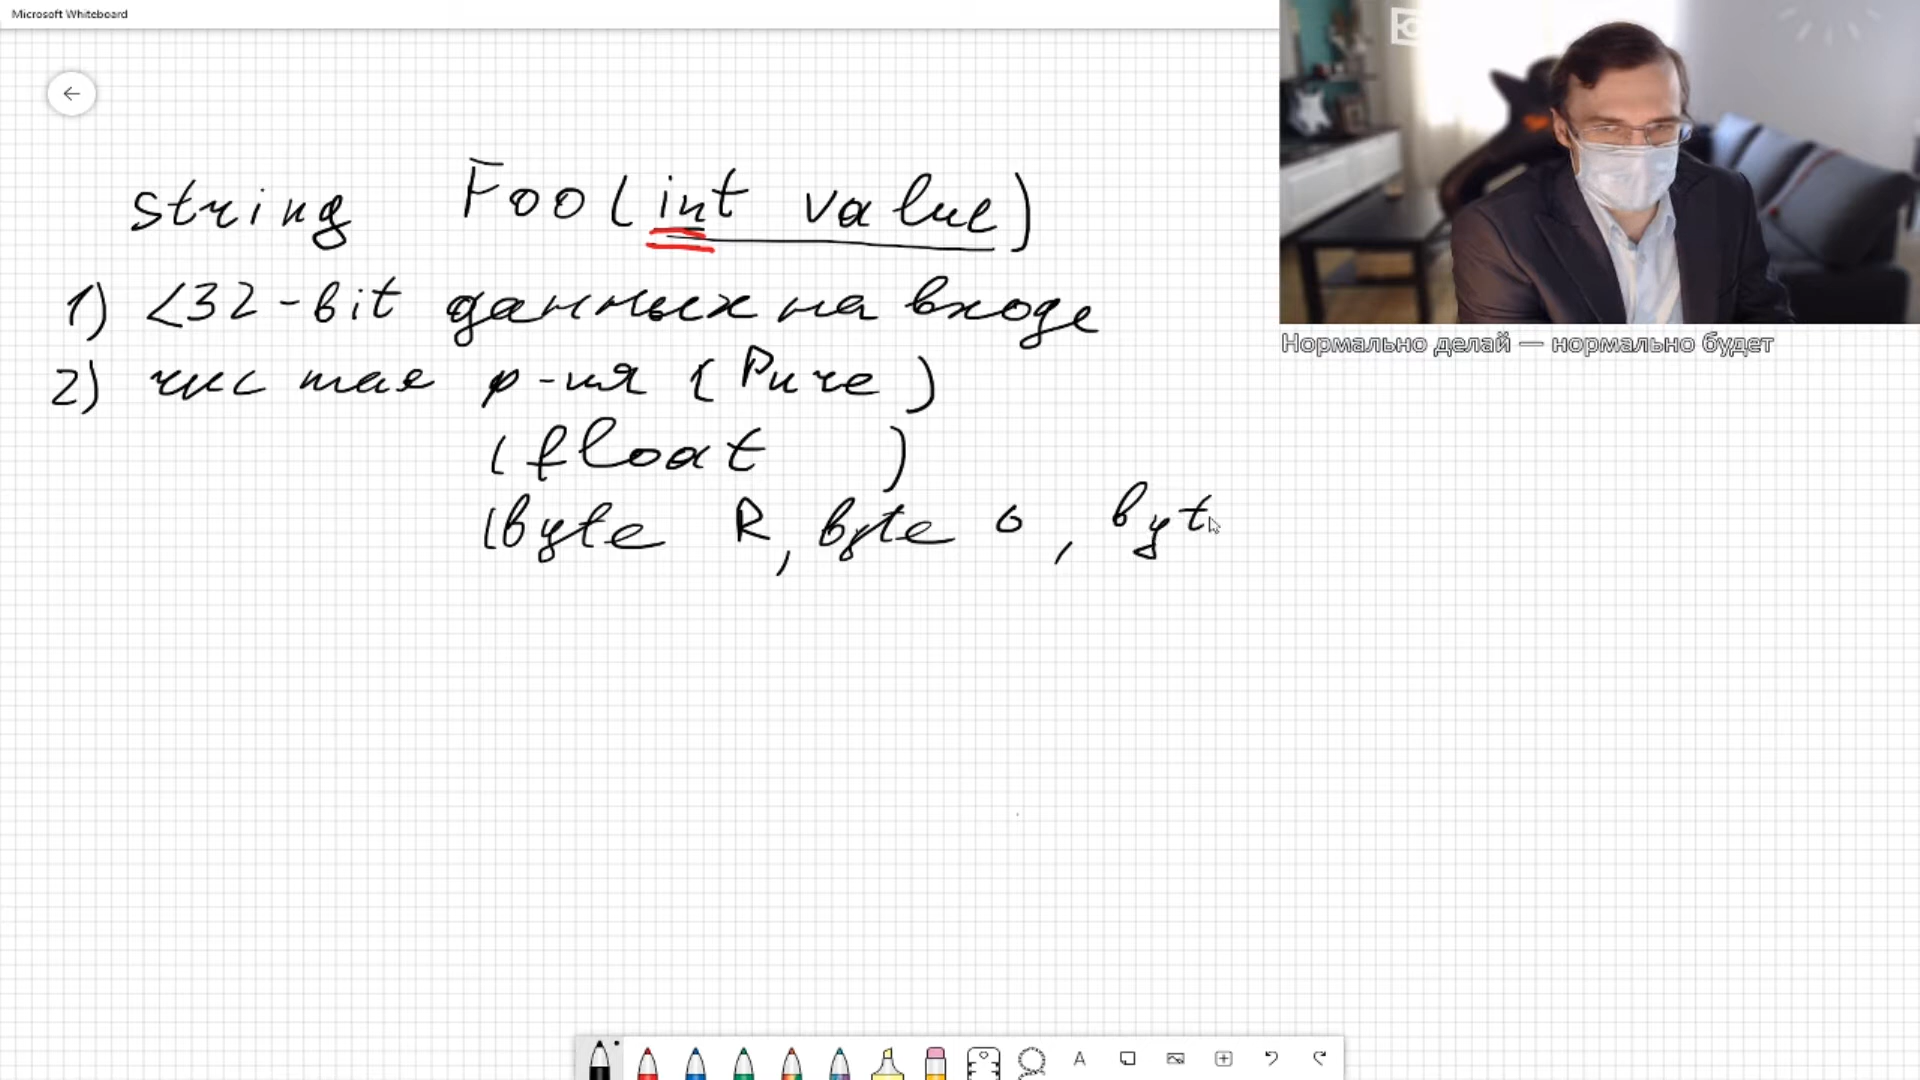 Microsoft Whiteboard
string Foo(int value)
1) <32-bit данных на входе
2) чистая ф-ия (Pure)
(float )
(byte R, byte G, byt
Нормально делай — нормально будет
A